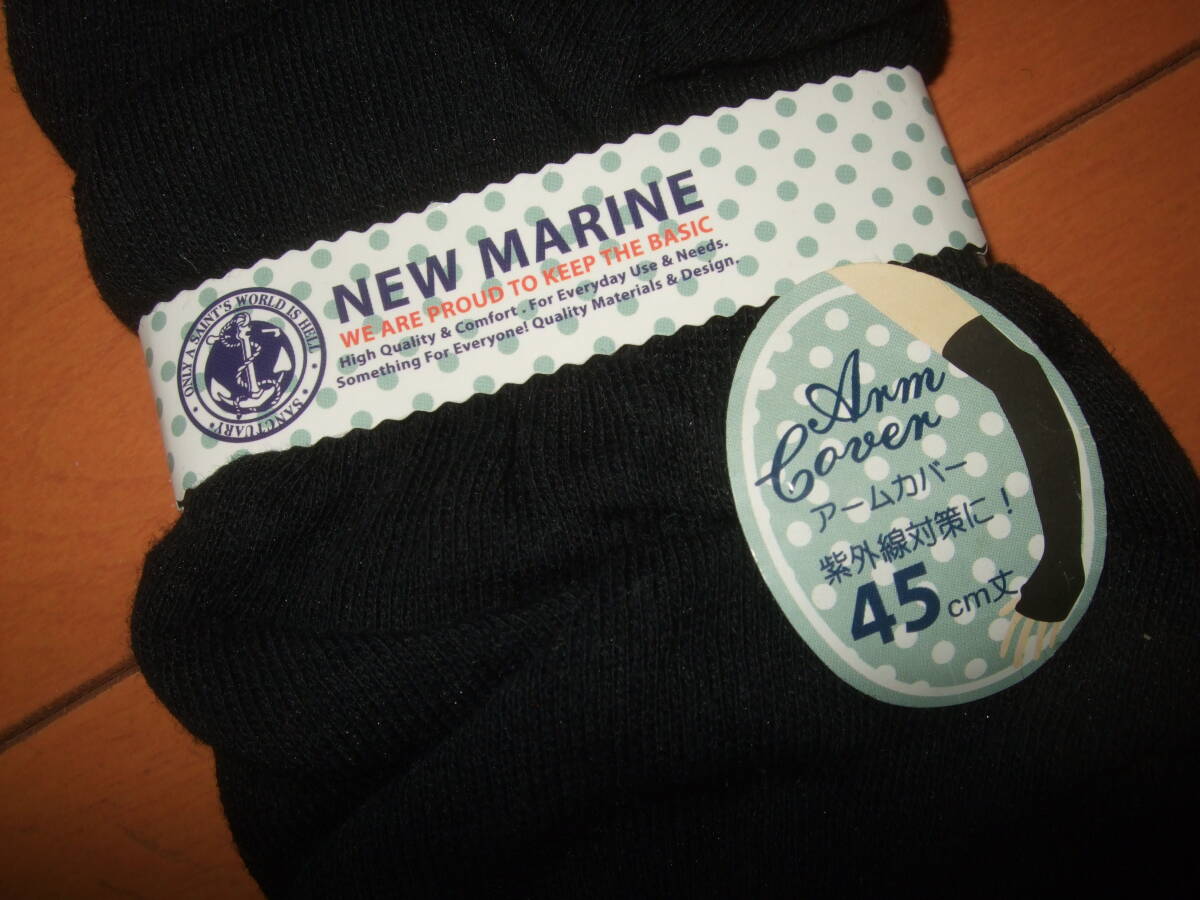 NEW MARINE
WE ARE PROUD TO KEEP THE BASIC
High Quality & Comfort . For Everyday Use & Needs.
Something For Everyone! Quality Materials & Design.
ONLY A SAINT'S WORLD IS HELL
SANCTUARY
Arm
Cover
アームカバー
紫外線対策に!
45cm丈